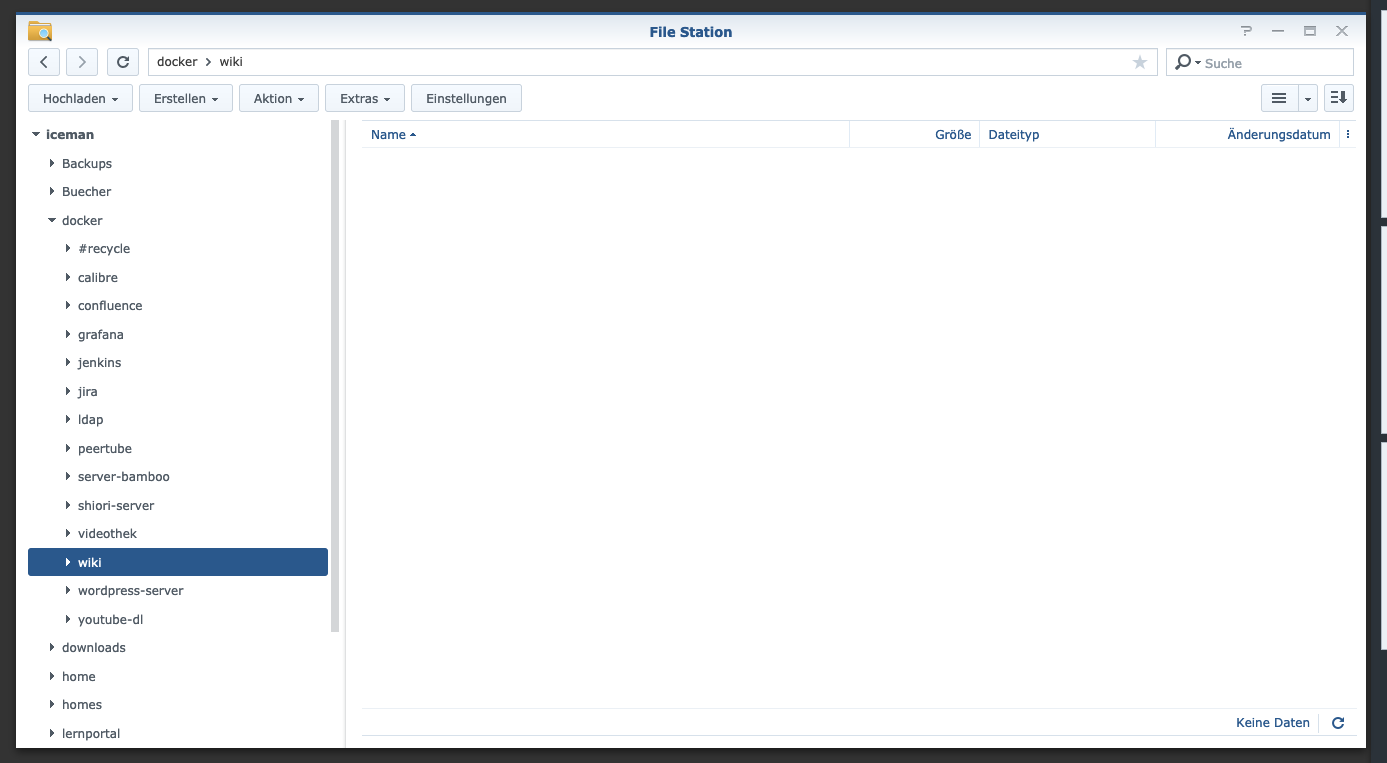 File Station
docker > wiki
Suche
Hochladen Erstellen Aktion Extras Einstellungen
iceman
Backups
Buecher
docker
#recycle
calibre
confluence
grafana
jenkins
jira
ldap
peertube
server-bamboo
shiori-server
videothek
wiki
wordpress-server
youtube-dl
downloads
home
homes
lernportal
Name Größe Dateityp Änderungsdatum
Keine Daten